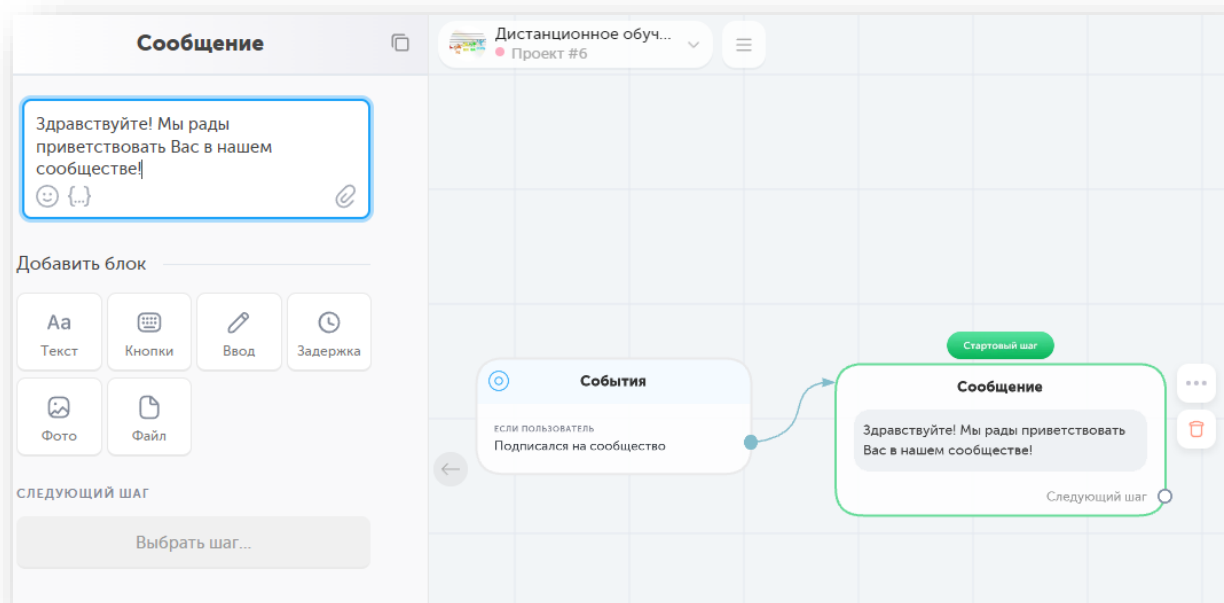 Сообщение
Здравствуйте! Мы рады
приветствовать Вас в нашем
сообществе!
{...}
Добавить блок
Aa
Текст
Кнопки
Ввод
Задержка
Фото
Файл
СЛЕДУЮЩИЙ ШАГ
Выбрать шаг...
Дистанционное обуч...
Проект #6
События
ЕСЛИ ПОЛЬЗОВАТЕЛЬ
Подписался на сообщество
Стартовый шаг
Сообщение
Здравствуйте! Мы рады приветствовать
Вас в нашем сообществе!
Следующий шаг